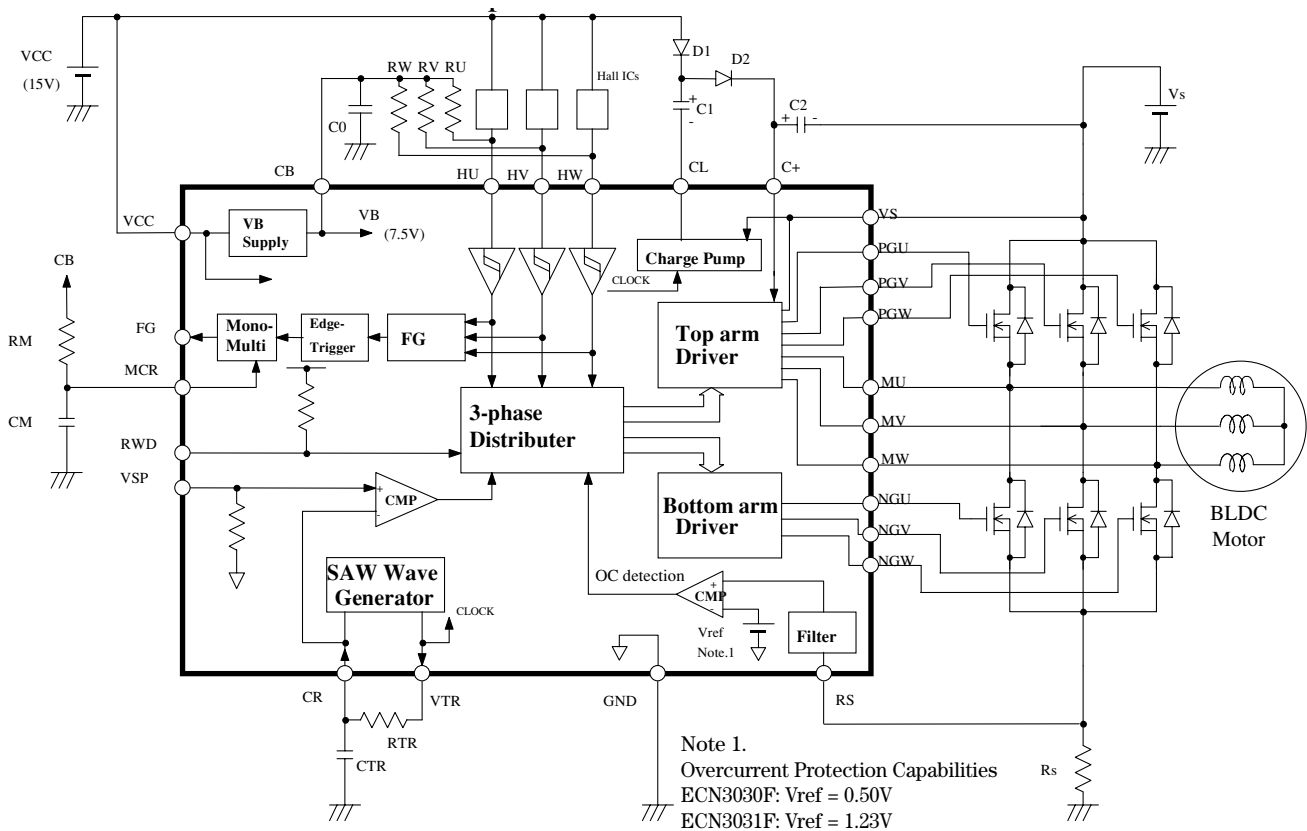 VCC
(15V)
RW RV RU
Hall ICs
D1
D2
C0
+
C1
-
+
C2
-
Vs
CB
HU
HV
HW
CL
C+
VCC
VB
Supply
VB
(7.5V)
CLOCK
Charge Pump
VS
PGU
PGV
PGW
CB
RM
FG
MCR
CM
RWD
VSP
Mono-
Multi
Edge-
Trigger
FG
3-phase
Distributer
Top arm
Driver
MU
MV
MW
BLDC
Motor
+
-
CMP
Bottom arm
Driver
NGU
NGV
NGW
SAW Wave
Generator
CLOCK
OC detection
+
CMP
-
Vref
Note.1
Filter
CR
VTR
GND
RS
RTR
CTR
Rs
Note 1.
Overcurrent Protection Capabilities
ECN3030F: Vref = 0.50V
ECN3031F: Vref = 1.23V